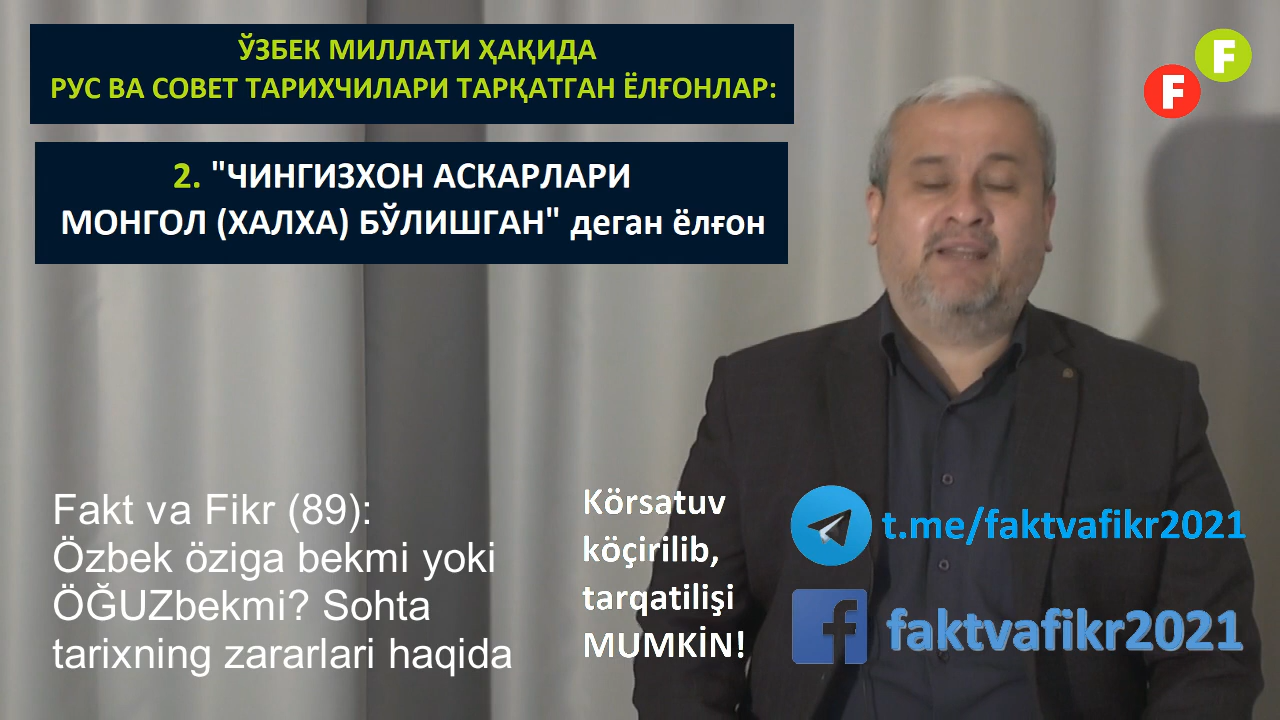 ЎЗБЕК МИЛЛАТИ ҲАҚИДА
РУС ВА СОВЕТ ТАРИХЧИЛАРИ ТАРҚАТГАН ЁЛҒОНЛАР:
F
F
2. "ЧИНГИЗХОН АСКАРЛАРИ
МОНГОЛ (ХАЛХА) БЎЛИШГАН" деган ёлғон
Fakt va Fikr (89):
Özbek öziga bekmi yoki
ÖĞUZbekmi? Sohta
tarixning zararlari haqida
Körsatuv
köçirilib,
tarqatilişi
MUMKİN!
t.me/faktvafikr2021
f
faktvafikr2021